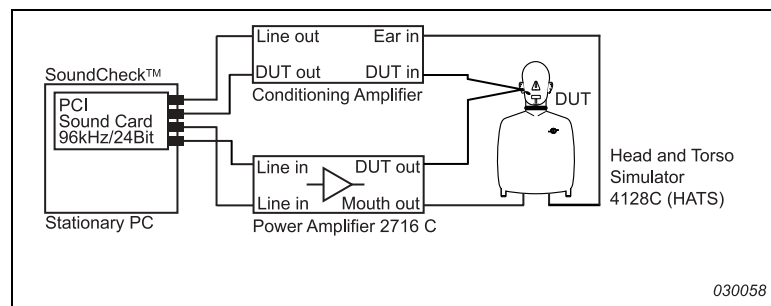 SoundCheck™
PCI
Sound Card
96kHz/24Bit
Stationary PC
Line out
Ear in
DUT out
DUT in
Conditioning Amplifier
Line in
DUT out
Line in
Mouth out
Power Amplifier 2716 C
DUT
Head and Torso
Simulator
4128C (HATS)
030058